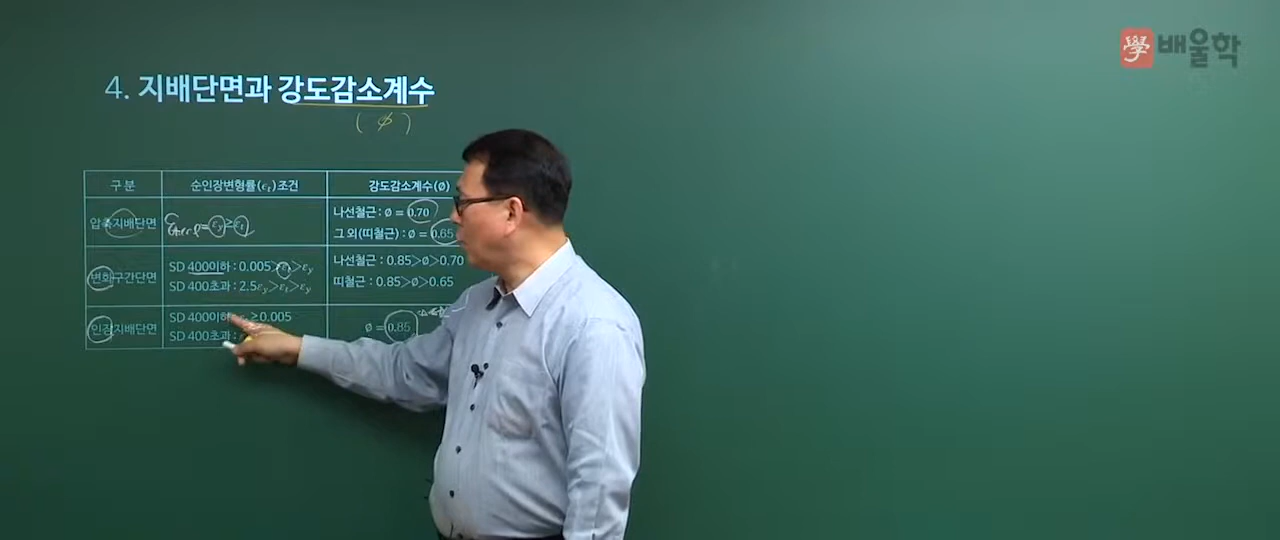 學 배울학
4. 지배단면과 강도감소계수
( ø )
구 분 순인장변형률(εt)조건 강도감소계수(ø)
압축지배단면 = εy ≥ εt 나선철근 : ø = 0.70
그 외(띠철근) : ø = 0.65
변화구간단면 SD 400이하 : 0.005 > εt > εy 나선철근 : 0.85 > ø > 0.70
SD 400초과 : 2.5εy > εt > εy 띠철근 : 0.85 > ø > 0.65
인장지배단면 SD 400이하 ≥ 0.005 ø = 0.85
SD 400초과 :